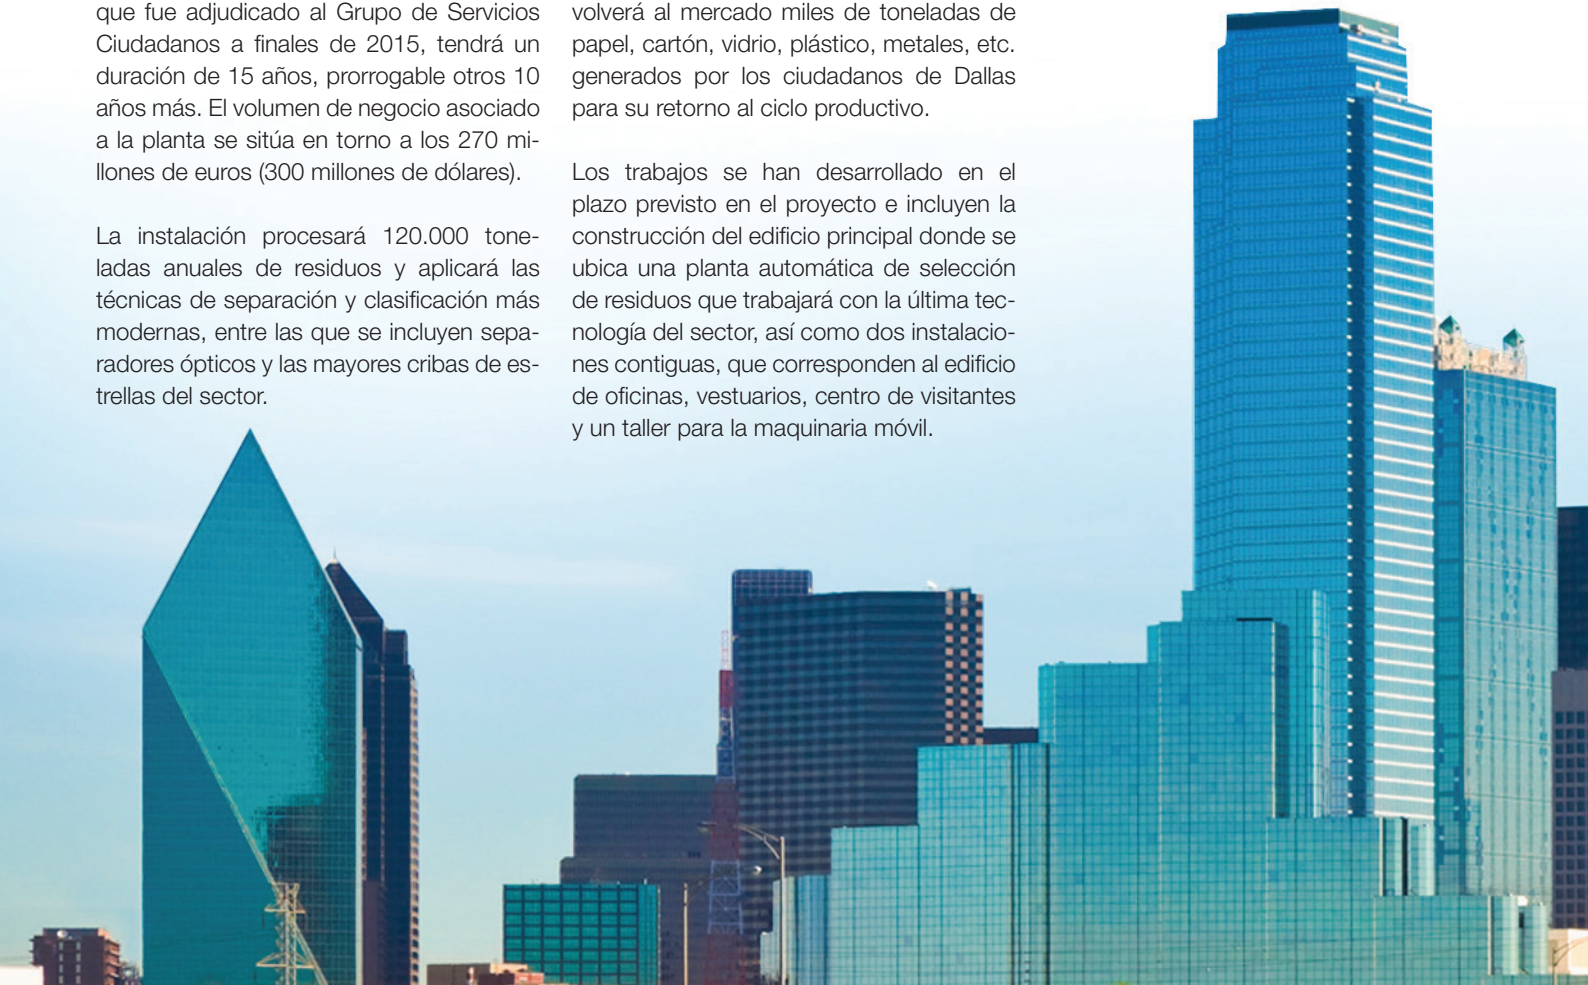 que fue adjudicado al Grupo de Servicios
Ciudadanos a finales de 2015, tendrá un
duración de 15 años, prorrogable otros 10
años más. El volumen de negocio asociado
a la planta se sitúa en torno a los 270 mi-
llones de euros (300 millones de dólares).
La instalación procesará 120.000 tone-
ladas anuales de residuos y aplicará las
técnicas de separación y clasificación más
modernas, entre las que se incluyen sepa-
radores ópticos y las mayores cribas de es-
trellas del sector.
volverá al mercado miles de toneladas de
papel, cartón, vidrio, plástico, metales, etc.
generados por los ciudadanos de Dallas
para su retorno al ciclo productivo.
Los trabajos se han desarrollado en el
plazo previsto en el proyecto e incluyen la
construcción del edificio principal donde se
ubica una planta automática de selección
de residuos que trabajará con la última tec-
nología del sector, así como dos instalacio-
nes contiguas, que corresponden al edificio
de oficinas, vestuarios, centro de visitantes
y un taller para la maquinaria móvil.